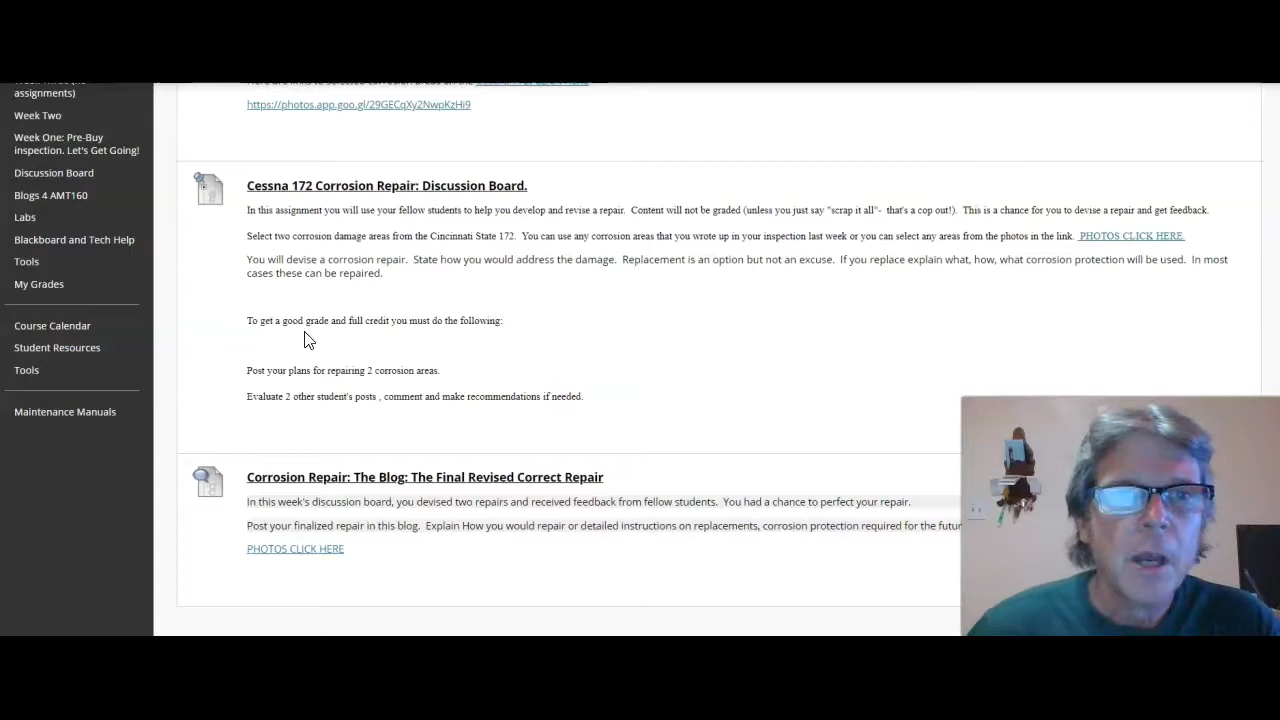 assignments)
Week Two
Week One: Pre-Buy
inspection. Let's Get Going!
Discussion Board
Blogs 4 AMT160
Labs
Blackboard and Tech Help
Tools
My Grades
Course Calendar
Student Resources
Tools
Maintenance Manuals
https://photos.app.goo.gl/29GECqXy2NwpKzHi9
Cessna 172 Corrosion Repair: Discussion Board.
In this assignment you will use your fellow students to help you develop and revise a repair. Content will not be graded (unless you just say "scrap it all"- that's a cop out!). This is a chance for you to devise a repair and get feedback.
Select two corrosion damage areas from the Cincinnati State 172. You can use any corrosion areas that you wrote up in your inspection last week or you can select any areas from the photos in the link. PHOTOS CLICK HERE.
You will devise a corrosion repair. State how you would address the damage. Replacement is an option but not an excuse. If you replace explain what, how, what corrosion protection will be used. In most
cases these can be repaired.
To get a good grade and full credit you must do the following:
Post your plans for repairing 2 corrosion areas.
Evaluate 2 other student's posts , comment and make recommendations if needed.
Corrosion Repair: The Blog: The Final Revised Correct Repair
In this week's discussion board, you devised two repairs and received feedback from fellow students. You had a chance to perfect your repair.
Post your finalized repair in this blog. Explain How you would repair or detailed instructions on replacements, corrosion protection required for the futur
PHOTOS CLICK HERE